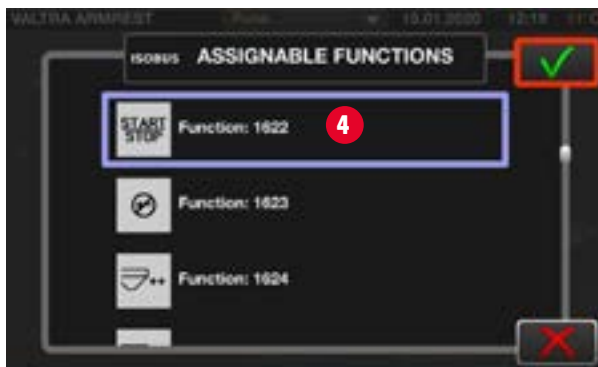 VALTRA ARMREST 15.01.2020 12:18
ISOBUS ASSIGNABLE FUNCTIONS
START STOP Function: 1622 4
Function: 1623
Function: 1624